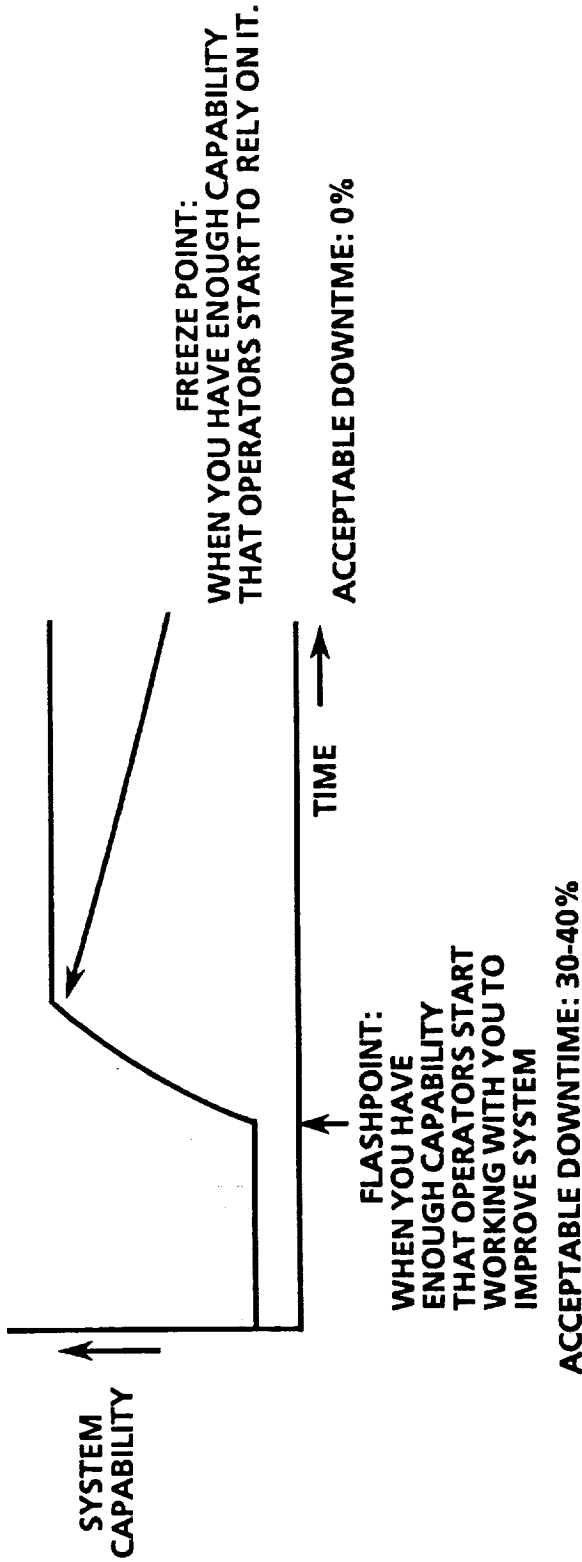 SYSTEM
CAPABILITY
FREEZE POINT:
WHEN YOU HAVE ENOUGH CAPABILITY
THAT OPERATORS START TO RELY ON IT.
TIME
ACCEPTABLE DOWNTME: 0%
FLASHPOINT:
WHEN YOU HAVE
ENOUGH CAPABILITY
THAT OPERATORS START
WORKING WITH YOU TO
IMPROVE SYSTEM
ACCEPTABLE DOWNTIME: 30-40%